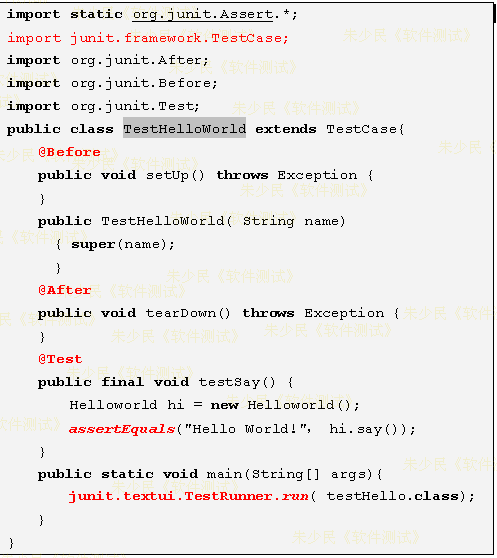 import static org.junit.Assert.*;
import junit.framework.TestCase;
import org.junit.After;
import org.junit.Before;
import org.junit.Test;
public class TestHelloWorld extends TestCase{
@Before
public void setUp() throws Exception {
}
public TestHelloWorld( String name)
{ super(name);
}
@After
public void tearDown() throws Exception {
}
@Test
public final void testSay() {
Helloworld hi = new Helloworld();
assertEquals("Hello World!", hi.say());
}
public static void main(String[] args){
junit.textui.TestRunner.run( testHello.class);
}
}